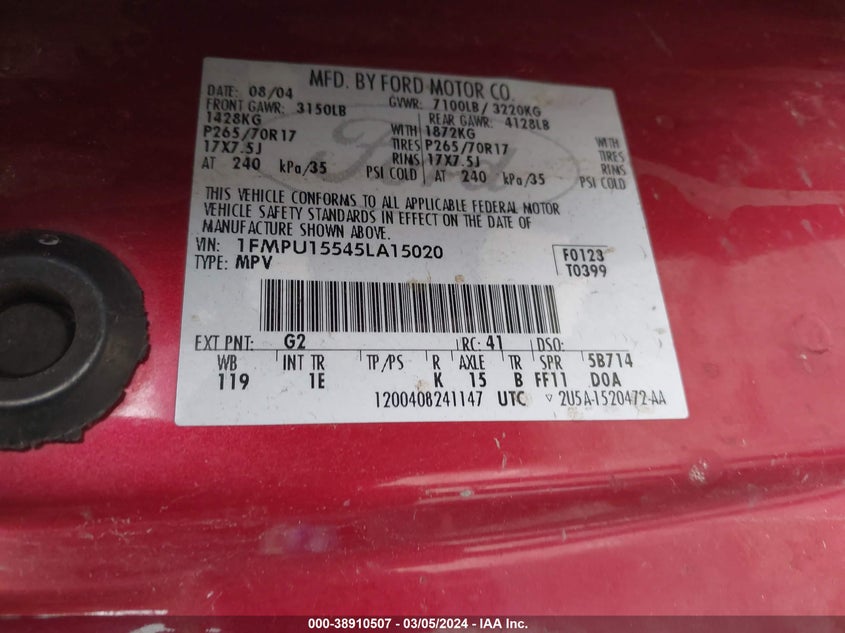 MFD. BY FORD MOTOR CO.
DATE: 08/04 GVWR: 7100LB / 3220KG
FRONT GAWR: 3150LB REAR GAWR: 4128LB
1428KG WITH 1872KG WITH
P265/70R17 TIRES P265/70R17 TIRES
17X7.5J RIMS 17X7.5J RIMS
AT 240 kPa/35 PSI COLD AT 240 kPa/35 PSI COLD
THIS VEHICLE CONFORMS TO ALL APPLICABLE FEDERAL MOTOR
VEHICLE SAFETY STANDARDS IN EFFECT ON THE DATE OF
MANUFACTURE SHOWN ABOVE.
VIN: 1FMPU15545LA15020 F0123
TYPE: MPV T0399
EXT PNT: G2 RC: 41 DSO:
WB INT TR TP/PS R AXLE TR SPR 5B714
119 1E K 15 B FF11 D0A
1200408241147 UTC ▽ 2U5A-1520472-AA
Ford
000-38910507 - 03/05/2024 - IAA Inc.